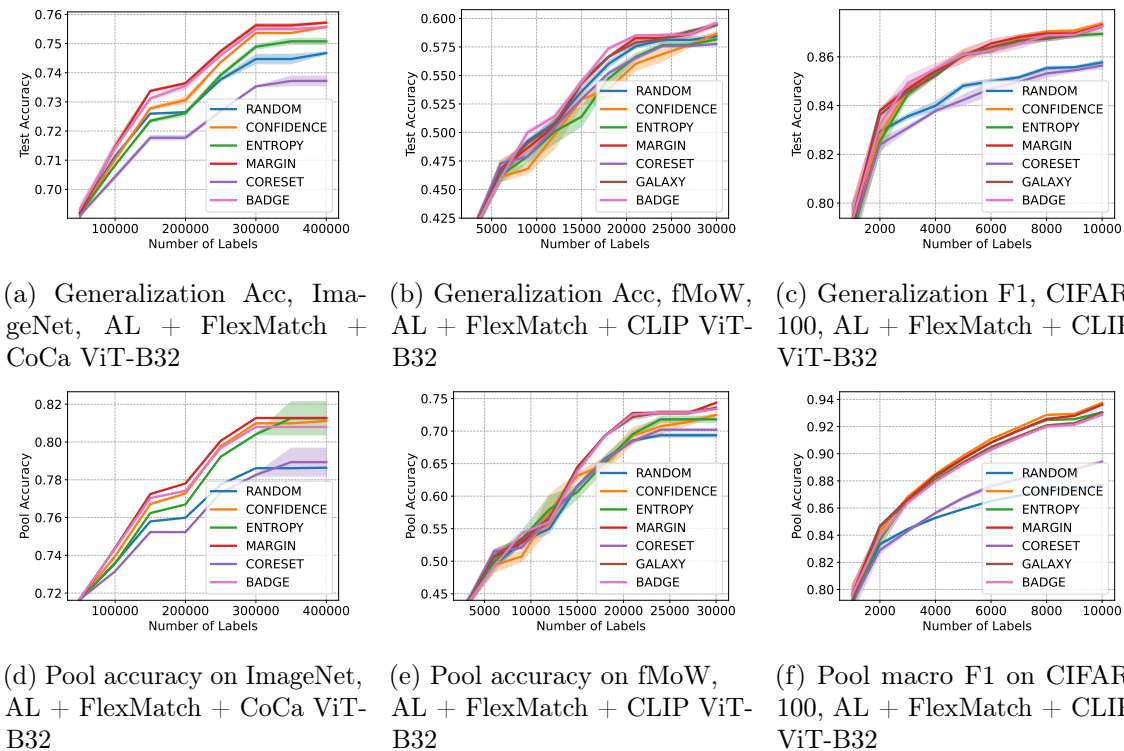 0.76
0.75
0.74
0.73
0.72
0.71
0.70
Test Accuracy
RANDOM
CONFIDENCE
ENTROPY
MARGIN
CORESET
BADGE
100000 200000 300000 400000
Number of Labels
0.600
0.575
0.550
0.525
0.500
0.475
0.450
0.425
Test Accuracy
RANDOM
CONFIDENCE
ENTROPY
MARGIN
CORESET
GALAXY
BADGE
5000 10000 15000 20000 25000 30000
Number of Labels
0.86
0.84
0.82
0.80
Test Accuracy
RANDOM
CONFIDENCE
ENTROPY
MARGIN
CORESET
GALAXY
BADGE
2000 4000 6000 8000 10000
Number of Labels
(a) Generalization Acc, Ima-
geNet, AL + FlexMatch +
CoCa ViT-B32
(b) Generalization Acc, fMoW,
AL + FlexMatch + CLIP ViT-
B32
(c) Generalization F1, CIFAR
100, AL + FlexMatch + CLIP
ViT-B32
0.82
0.80
0.78
0.76
0.74
0.72
Pool Accuracy
RANDOM
CONFIDENCE
ENTROPY
MARGIN
CORESET
BADGE
100000 200000 300000 400000
Number of Labels
0.75
0.70
0.65
0.60
0.55
0.50
0.45
Pool Accuracy
RANDOM
CONFIDENCE
ENTROPY
MARGIN
CORESET
GALAXY
BADGE
5000 10000 15000 20000 25000 30000
Number of Labels
0.94
0.92
0.90
0.88
0.86
0.84
0.82
0.80
Pool Accuracy
RANDOM
CONFIDENCE
ENTROPY
MARGIN
CORESET
GALAXY
BADGE
2000 4000 6000 8000 10000
Number of Labels
(d) Pool accuracy on ImageNet,
AL + FlexMatch + CoCa ViT-
B32
(e) Pool accuracy on fMoW,
AL + FlexMatch + CLIP ViT-
B32
(f) Pool macro F1 on CIFAR
100, AL + FlexMatch + CLIP
ViT-B32